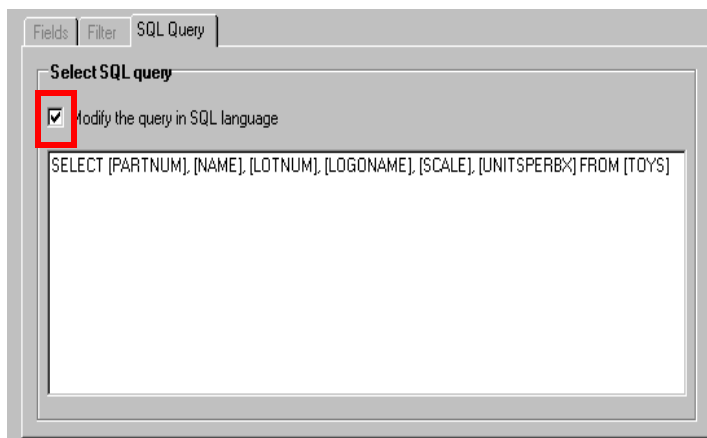 Fields Filter SQL Query
Select SQL query
Modify the query in SQL language
SELECT [PARTNUM], [NAME], [LOTNUM], [LOGONAME], [SCALE], [UNITSPERBX] FROM [TOYS]